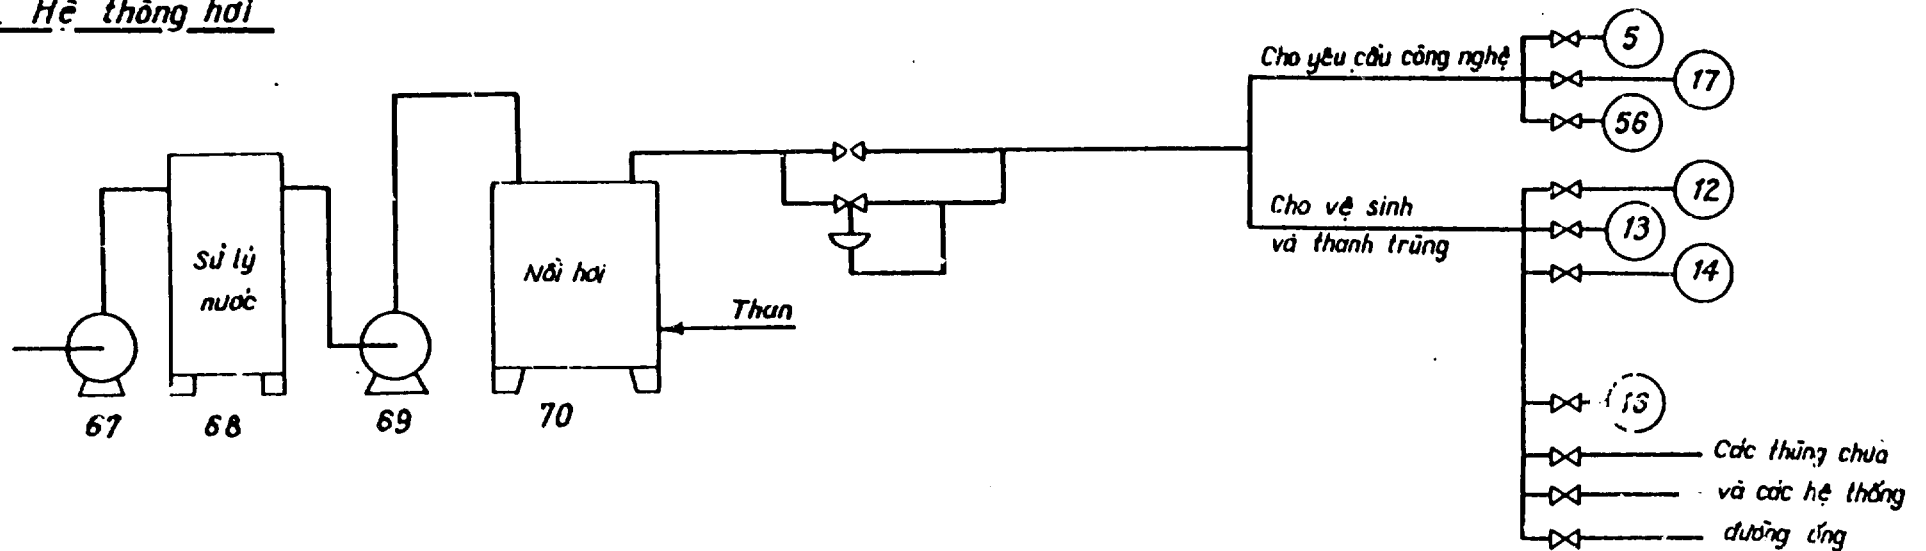 Hệ thống hơi
Cho yêu cầu công nghệ
5
17
56
Cho vệ sinh
và thanh trùng
12
13
14
Sử lý
nước
Nồi hơi
Than
67
68
69
70
Các thùng chứa
và các hệ thống
đường ống